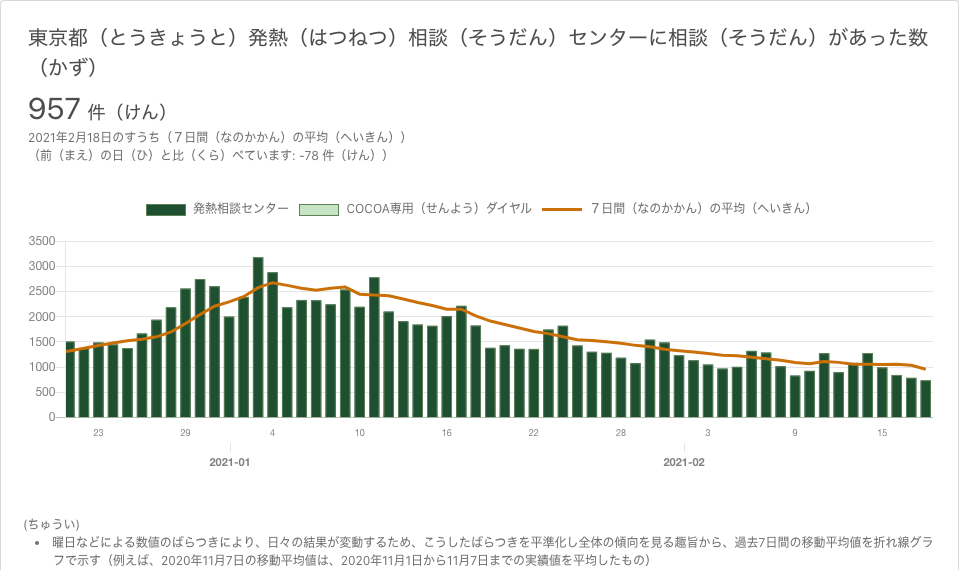 東京都（とうきょうと）発熱（はつねつ）相談（そうだん）センターに相談（そうだん）があった数
（かず）
957 件（けん）
2021年2月18日のすうち（７日間（なのかかん）の平均（へいきん））
（前（まえ）の日（ひ）と比（くら）べています: -78 件（けん））
発熱相談センター COCOA専用（せんよう）ダイヤル ７日間（なのかかん）の平均（へいきん）
3500
3000
2500
2000
1500
1000
500
0
23 29 4 10 16 22 28 3 9 15
2021-01 2021-02
(ちゅうい)
• 曜日などによる数値のばらつきにより、日々の結果が変動するため、こうしたばらつきを平準化し全体の傾向を見る趣旨から、過去7日間の移動平均値を折れ線グラ
フで示す（例えば、2020年11月7日の移動平均値は、2020年11月1日から11月7日までの実績値を平均したもの）